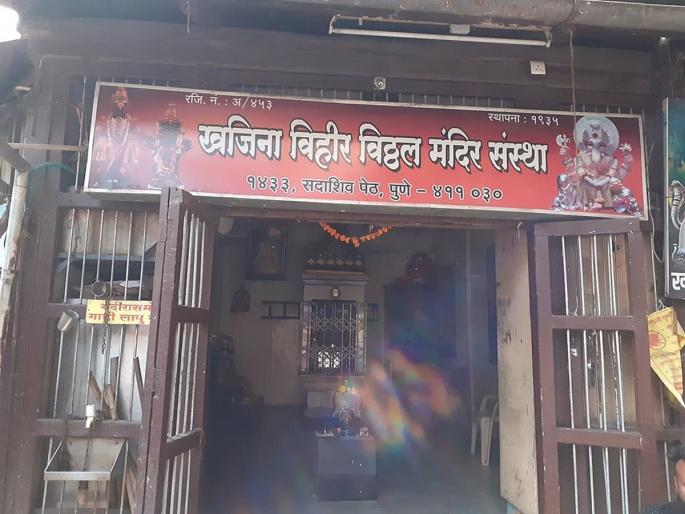 रजि. नं. : अ/४५३
स्थापना : १९३५
खजिना विहीर विठ्ठल मंदिर संस्था
१४३३, सदाशिव पेठ, पुणे – ४११ ०३०
गाडी लावु